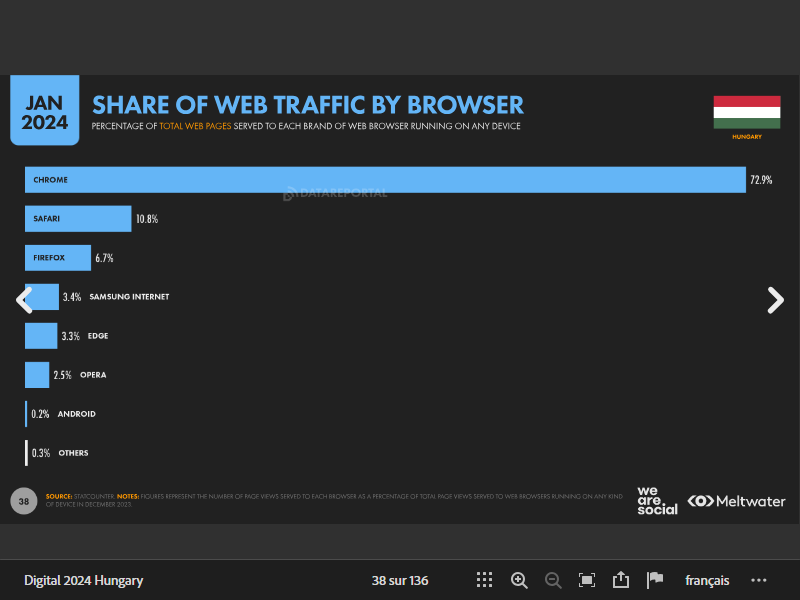 JAN
2024
SHARE OF WEB TRAFFIC BY BROWSER
PERCENTAGE OF TOTAL WEB PAGES SERVED TO EACH BRAND OF WEB BROWSER RUNNING ON ANY DEVICE
HUNGARY
CHROME 72.9%
DATAREPORTAL
SAFARI 10.8%
FIREFOX 6.7%
3.4% SAMSUNG INTERNET
3.3% EDGE
2.5% OPERA
0.2% ANDROID
0.3% OTHERS
38
SOURCE: STATCOUNTER. NOTES: FIGURES REPRESENT THE NUMBER OF PAGE VIEWS SERVED TO EACH BROWSER AS A PERCENTAGE OF TOTAL PAGE VIEWS SERVED TO WEB BROWSERS RUNNING ON ANY KIND
OF DEVICE IN DECEMBER 2023.
we
are
social
Meltwater
Digital 2024 Hungary
38 sur 136
français